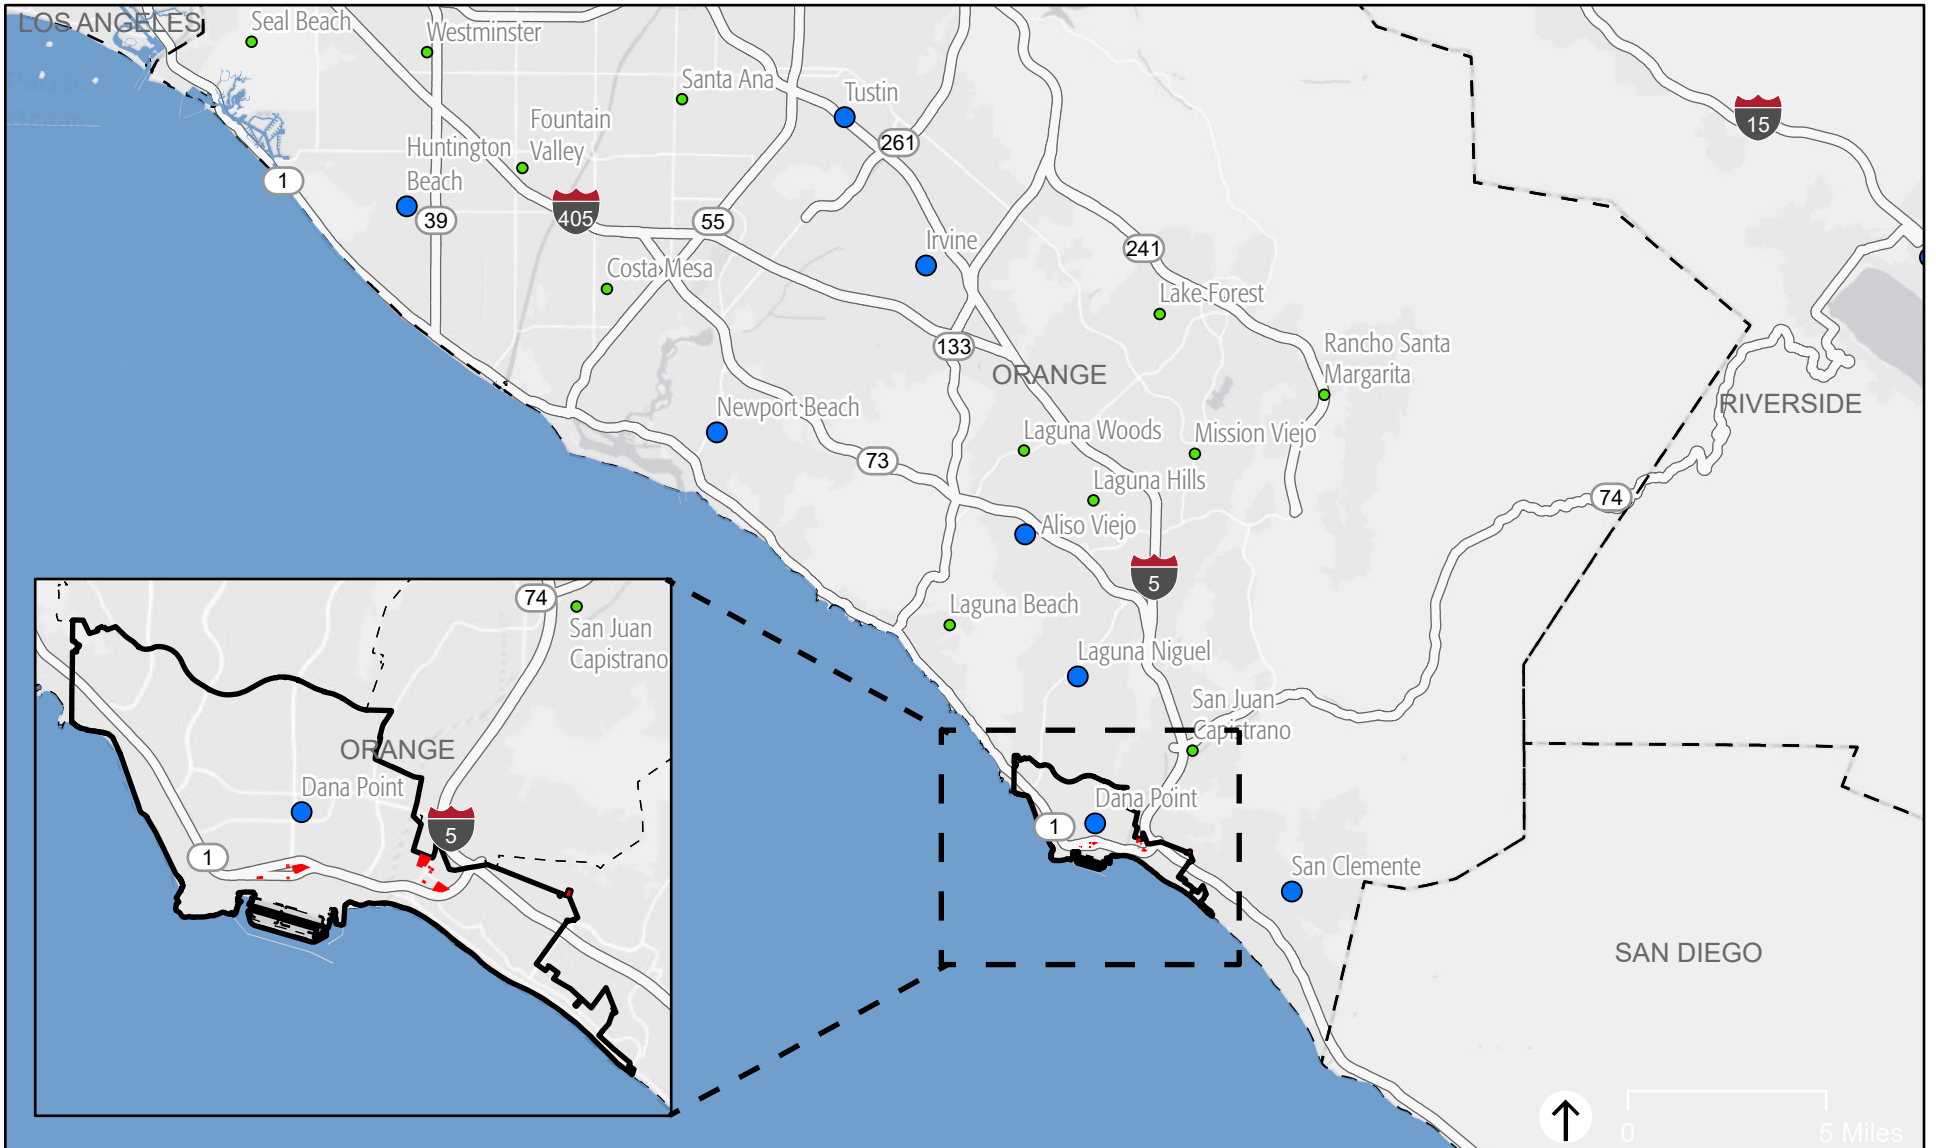 LOS ANGELES
Seal Beach
Westminster
Pacific
Ocean
Santa Ana
Tustin
15
Fountain
Valley
261
Huntington
Beach
1
39
405
55
Irvine
241
Costa Mesa
Lake Forest
133
ORANGE
Rancho Santa
Margarita
RIVERSIDE
Newport Beach
Laguna Woods
Mission Viejo
73
Laguna Hills
74
Aliso Viejo
5
Laguna Beach
Laguna Niguel
San Juan
Capistrano
Dana Point
1
San Clemente
SAN DIEGO
0
5 Miles
74
San Juan
Capistrano
ORANGE
Dana Point
5
1